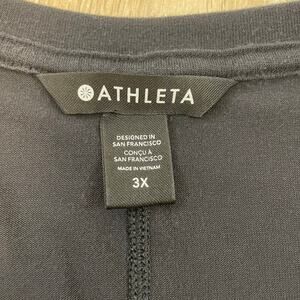 ATHLETA
DESIGNED IN
SAN FRANCISCO
CONÇU À
SAN FRANCISCO
MADE IN VIETNAM
3X